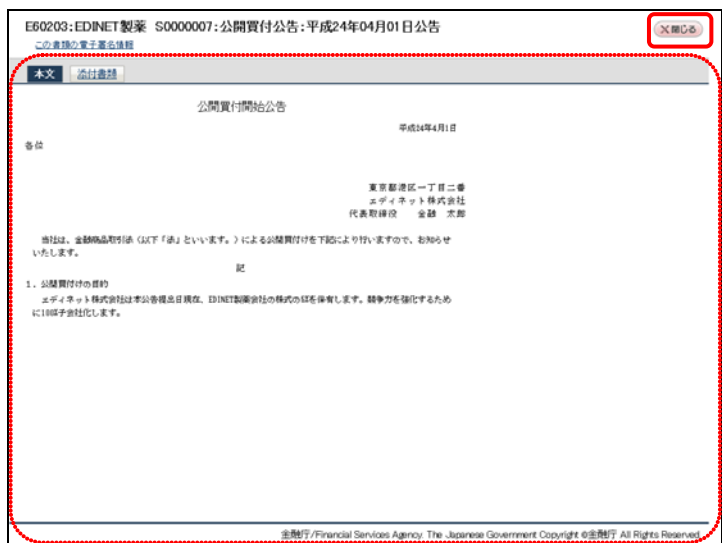 E60203:EDINET製薬 S0000007:公開買付公告:平成24年04月01日公告
×閉じる
この書類の電子署名情報
本文 添付書類
公開買付開始公告
平成24年4月1日
各位
東京都港区一丁目二番
エディネット株式会社
代表取締役 金融 太郎
当社は、金融商品取引法（以下「法」といいます。）による公開買付けを下記により行いますので、お知らせ
いたします。
記
1．公開買付けの目的
エディネット株式会社は本公告提出日現在、EDINET製薬会社の株式の を保有します。競争力を強化するため
に 子会社化します。
金融庁/Financial Services Agency, The Japanese Government Copyright ©金融庁 All Rights Reserved.